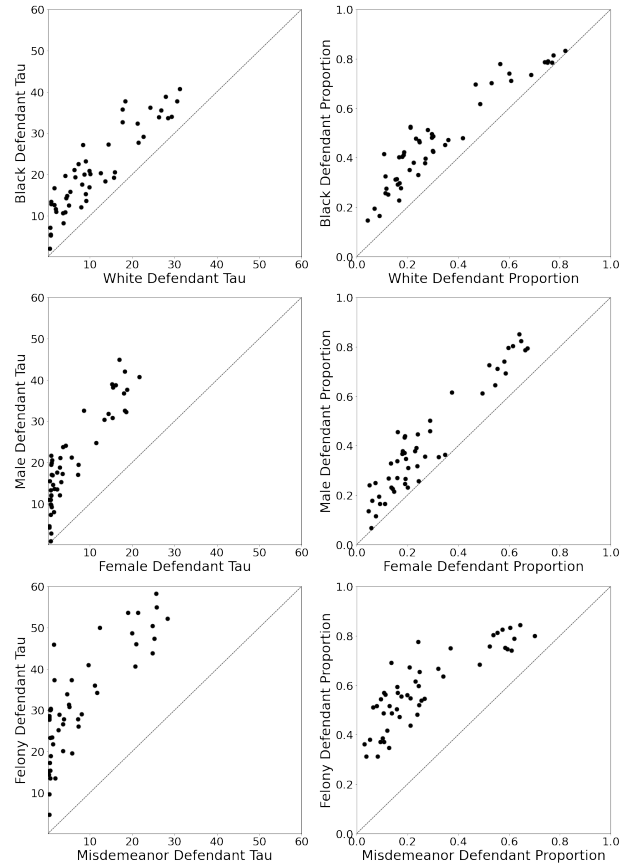 60
50
40
30
20
10
Black Defendant Tau
10 20 30 40 50 60
White Defendant Tau
1.0
0.8
0.6
0.4
0.2
0.0
Black Defendant Proportion
0.0 0.2 0.4 0.6 0.8 1.0
White Defendant Proportion
60
50
40
30
20
10
Male Defendant Tau
10 20 30 40 50 60
Female Defendant Tau
1.0
0.8
0.6
0.4
0.2
0.0
Male Defendant Proportion
0.0 0.2 0.4 0.6 0.8 1.0
Female Defendant Proportion
60
50
40
30
20
10
Felony Defendant Tau
10 20 30 40 50 60
Misdemeanor Defendant Tau
1.0
0.8
0.6
0.4
0.2
0.0
Felony Defendant Proportion
0.0 0.2 0.4 0.6 0.8 1.0
Misdemeanor Defendant Proportion